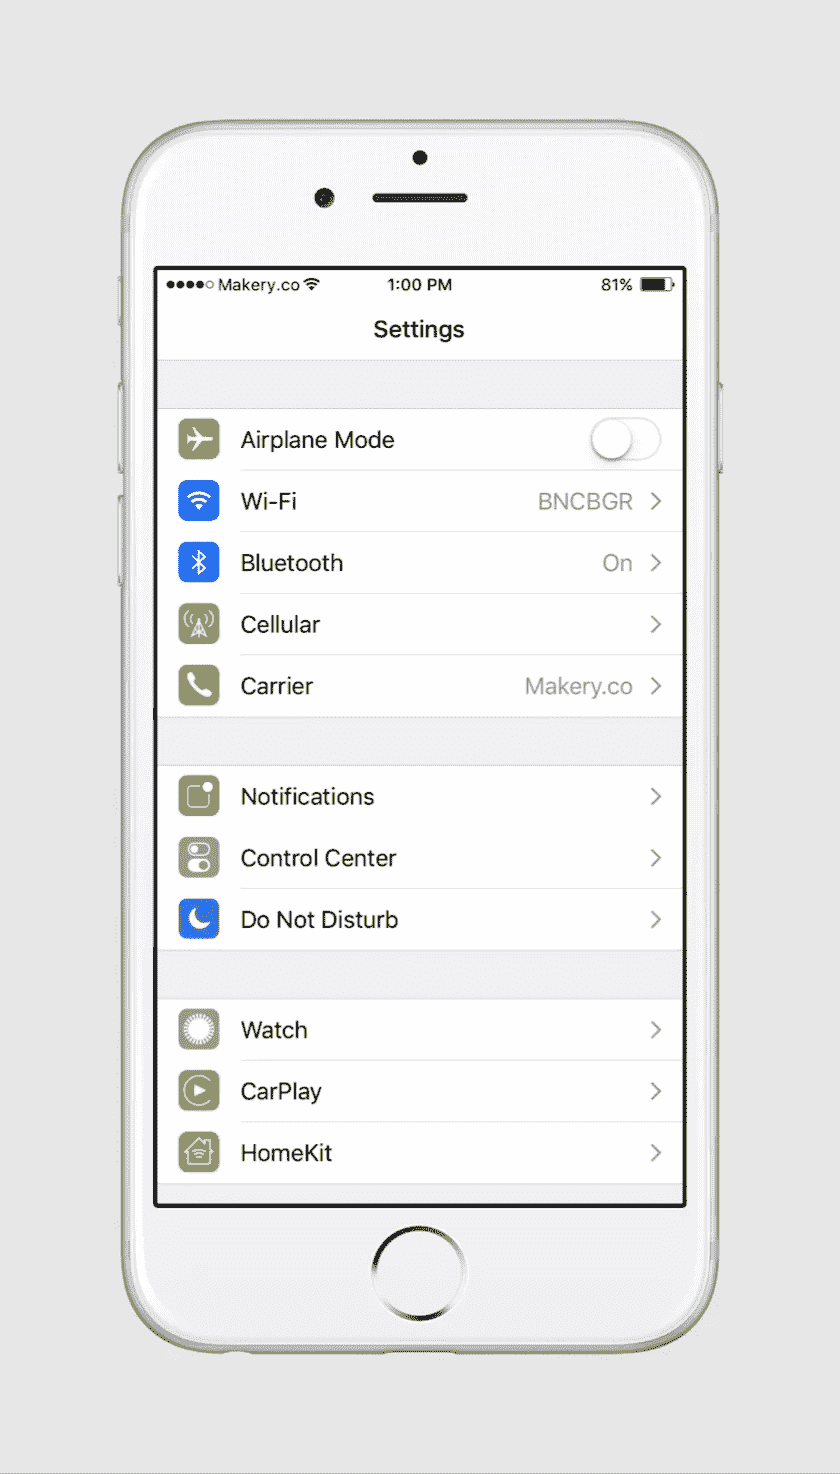 Makery.co 1:00 PM 81%
Settings
Airplane Mode
Wi-Fi BNCBGR
Bluetooth On
Cellular
Carrier Makery.co
Notifications
Control Center
Do Not Disturb
Watch
CarPlay
HomeKit